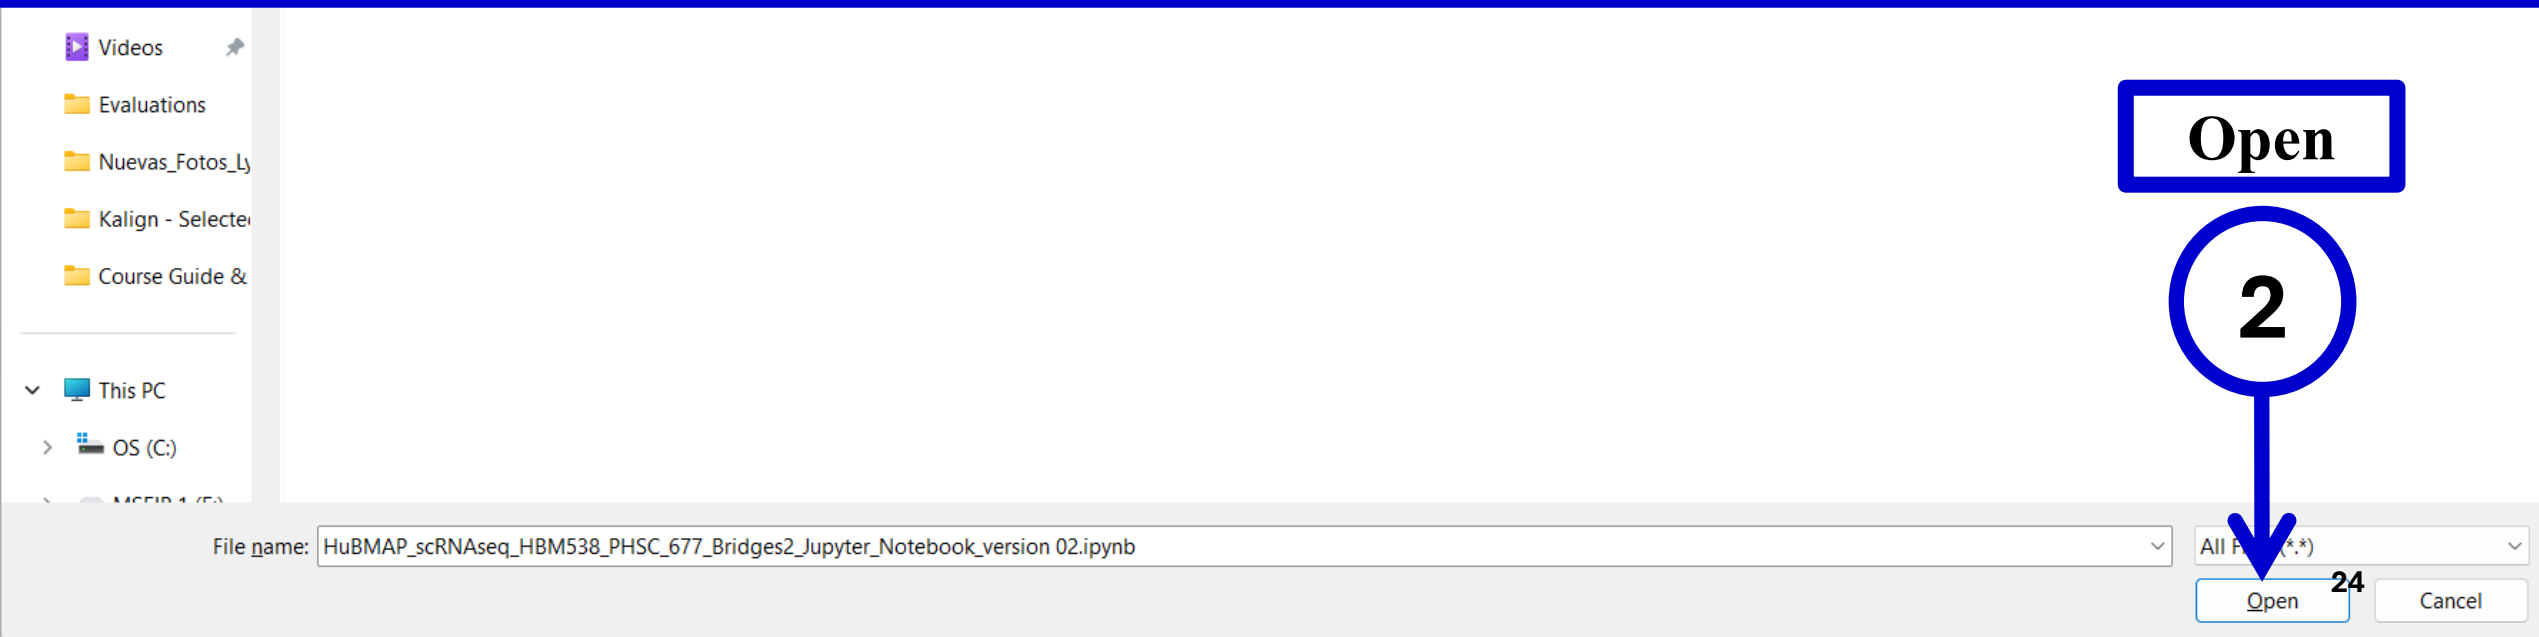 Videos
Evaluations
Nuevas_Fotos_Ly
Kalign - Selecte
Course Guide &
This PC
OS (C:)
Open
2
File name: HuBMAP_scRNAseq_HBM538_PHSC_677_Bridges2_Jupyter_Notebook_version 02.ipynb
All (*.*)
24
Open
Cancel